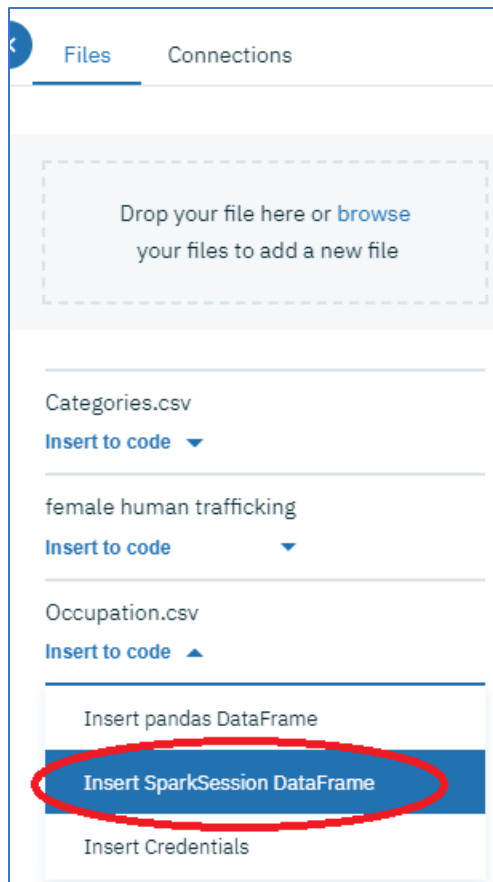 Files Connections
Drop your file here or browse
your files to add a new file
Categories.csv
Insert to code
female human trafficking
Insert to code
Occupation.csv
Insert to code
Insert pandas DataFrame
Insert SparkSession DataFrame
Insert Credentials